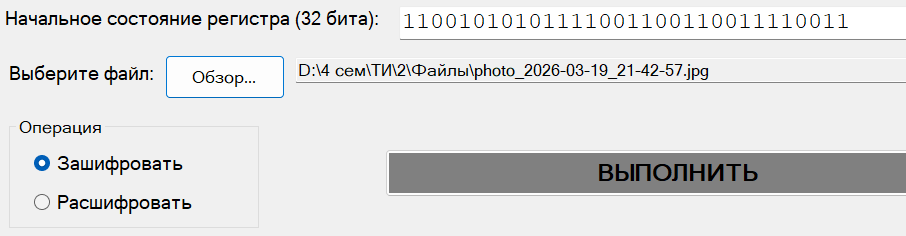 Начальное состояние регистра (32 бита): 11001010101111001100110011110011
Выберите файл: Обзор... D:\4 сем\ТИ\2\Файлы\photo_2026-03-19_21-42-57.jpg
Операция
Зашифровать
ВЫПОЛНИТЬ
Расшифровать